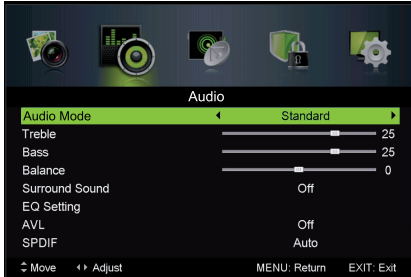 Audio
Audio Mode Standard
Treble 25
Bass 25
Balance 0
Surround Sound Off
EQ Setting
AVL Off
SPDIF Auto
Move Adjust MENU: Return EXIT: Exit